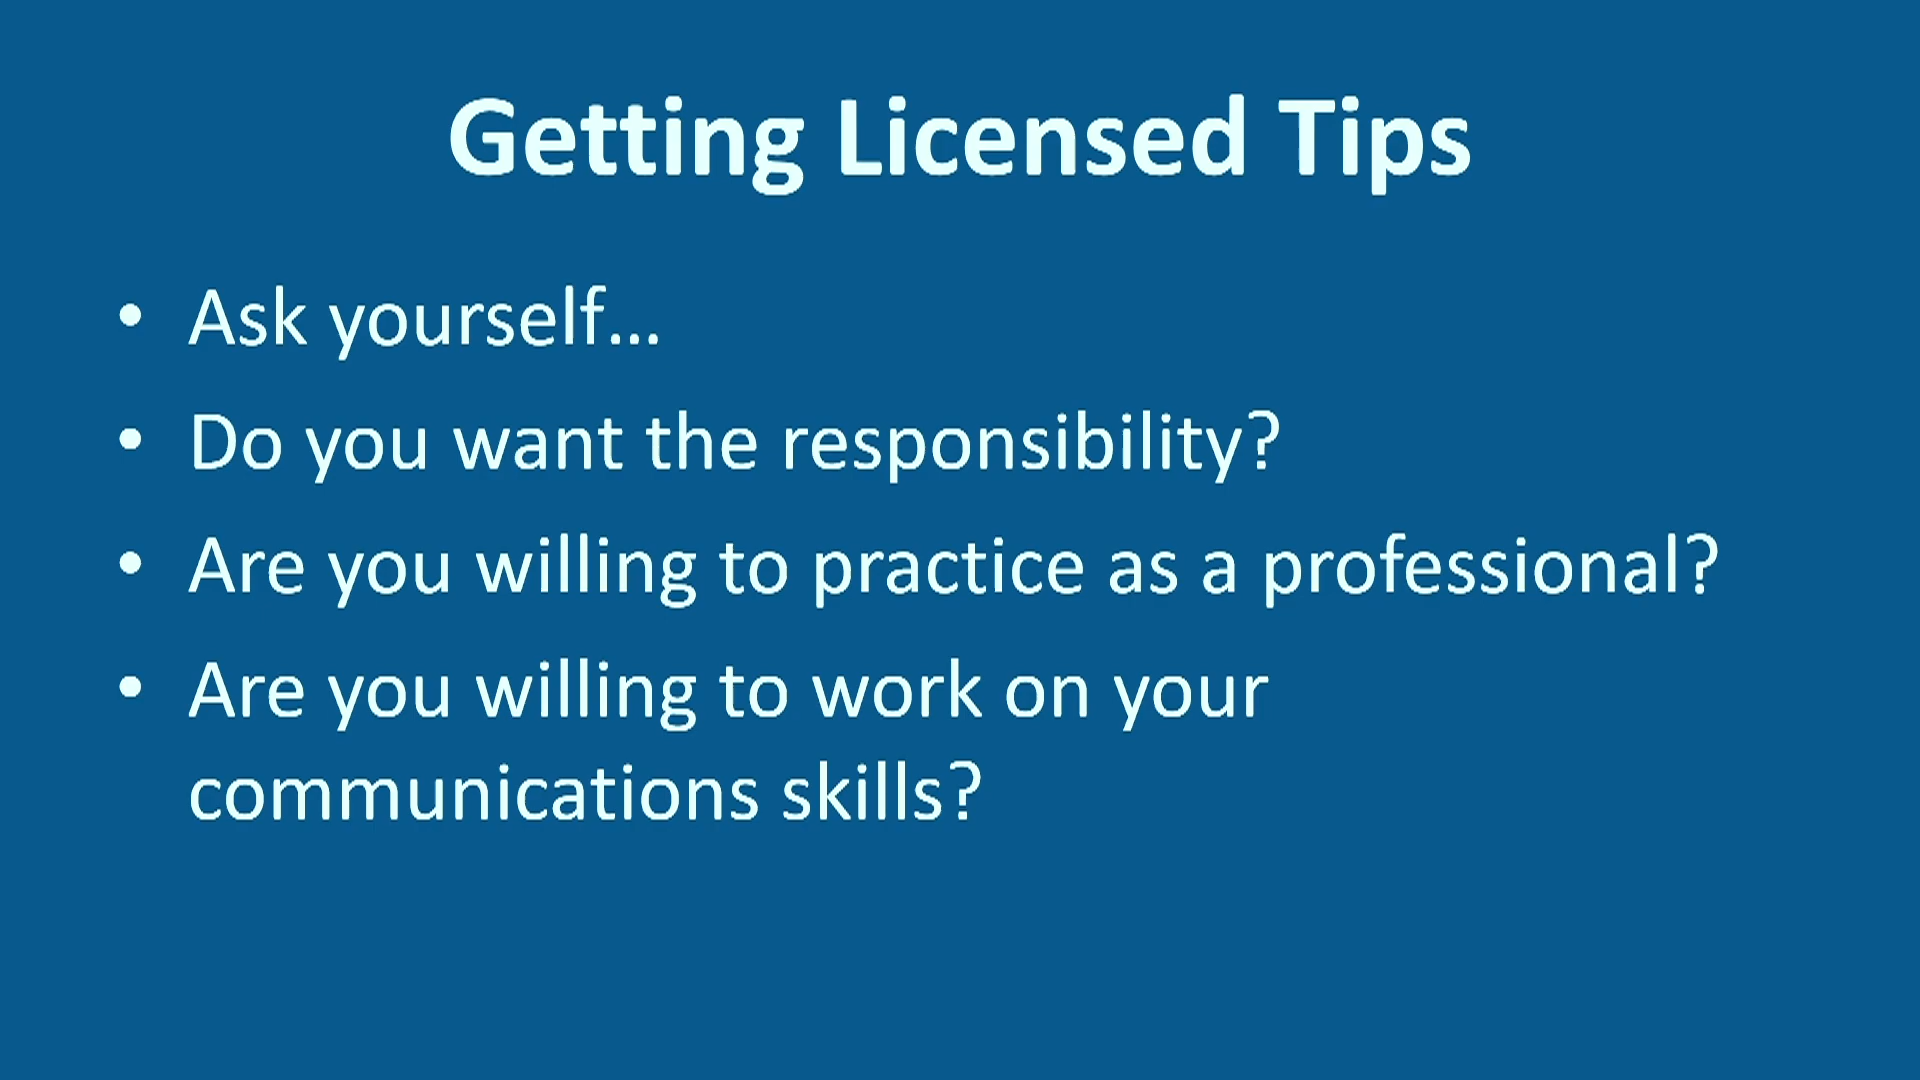 Getting Licensed Tips
• Ask yourself...
• Do you want the responsibility?
• Are you willing to practice as a professional?
• Are you willing to work on your
communications skills?